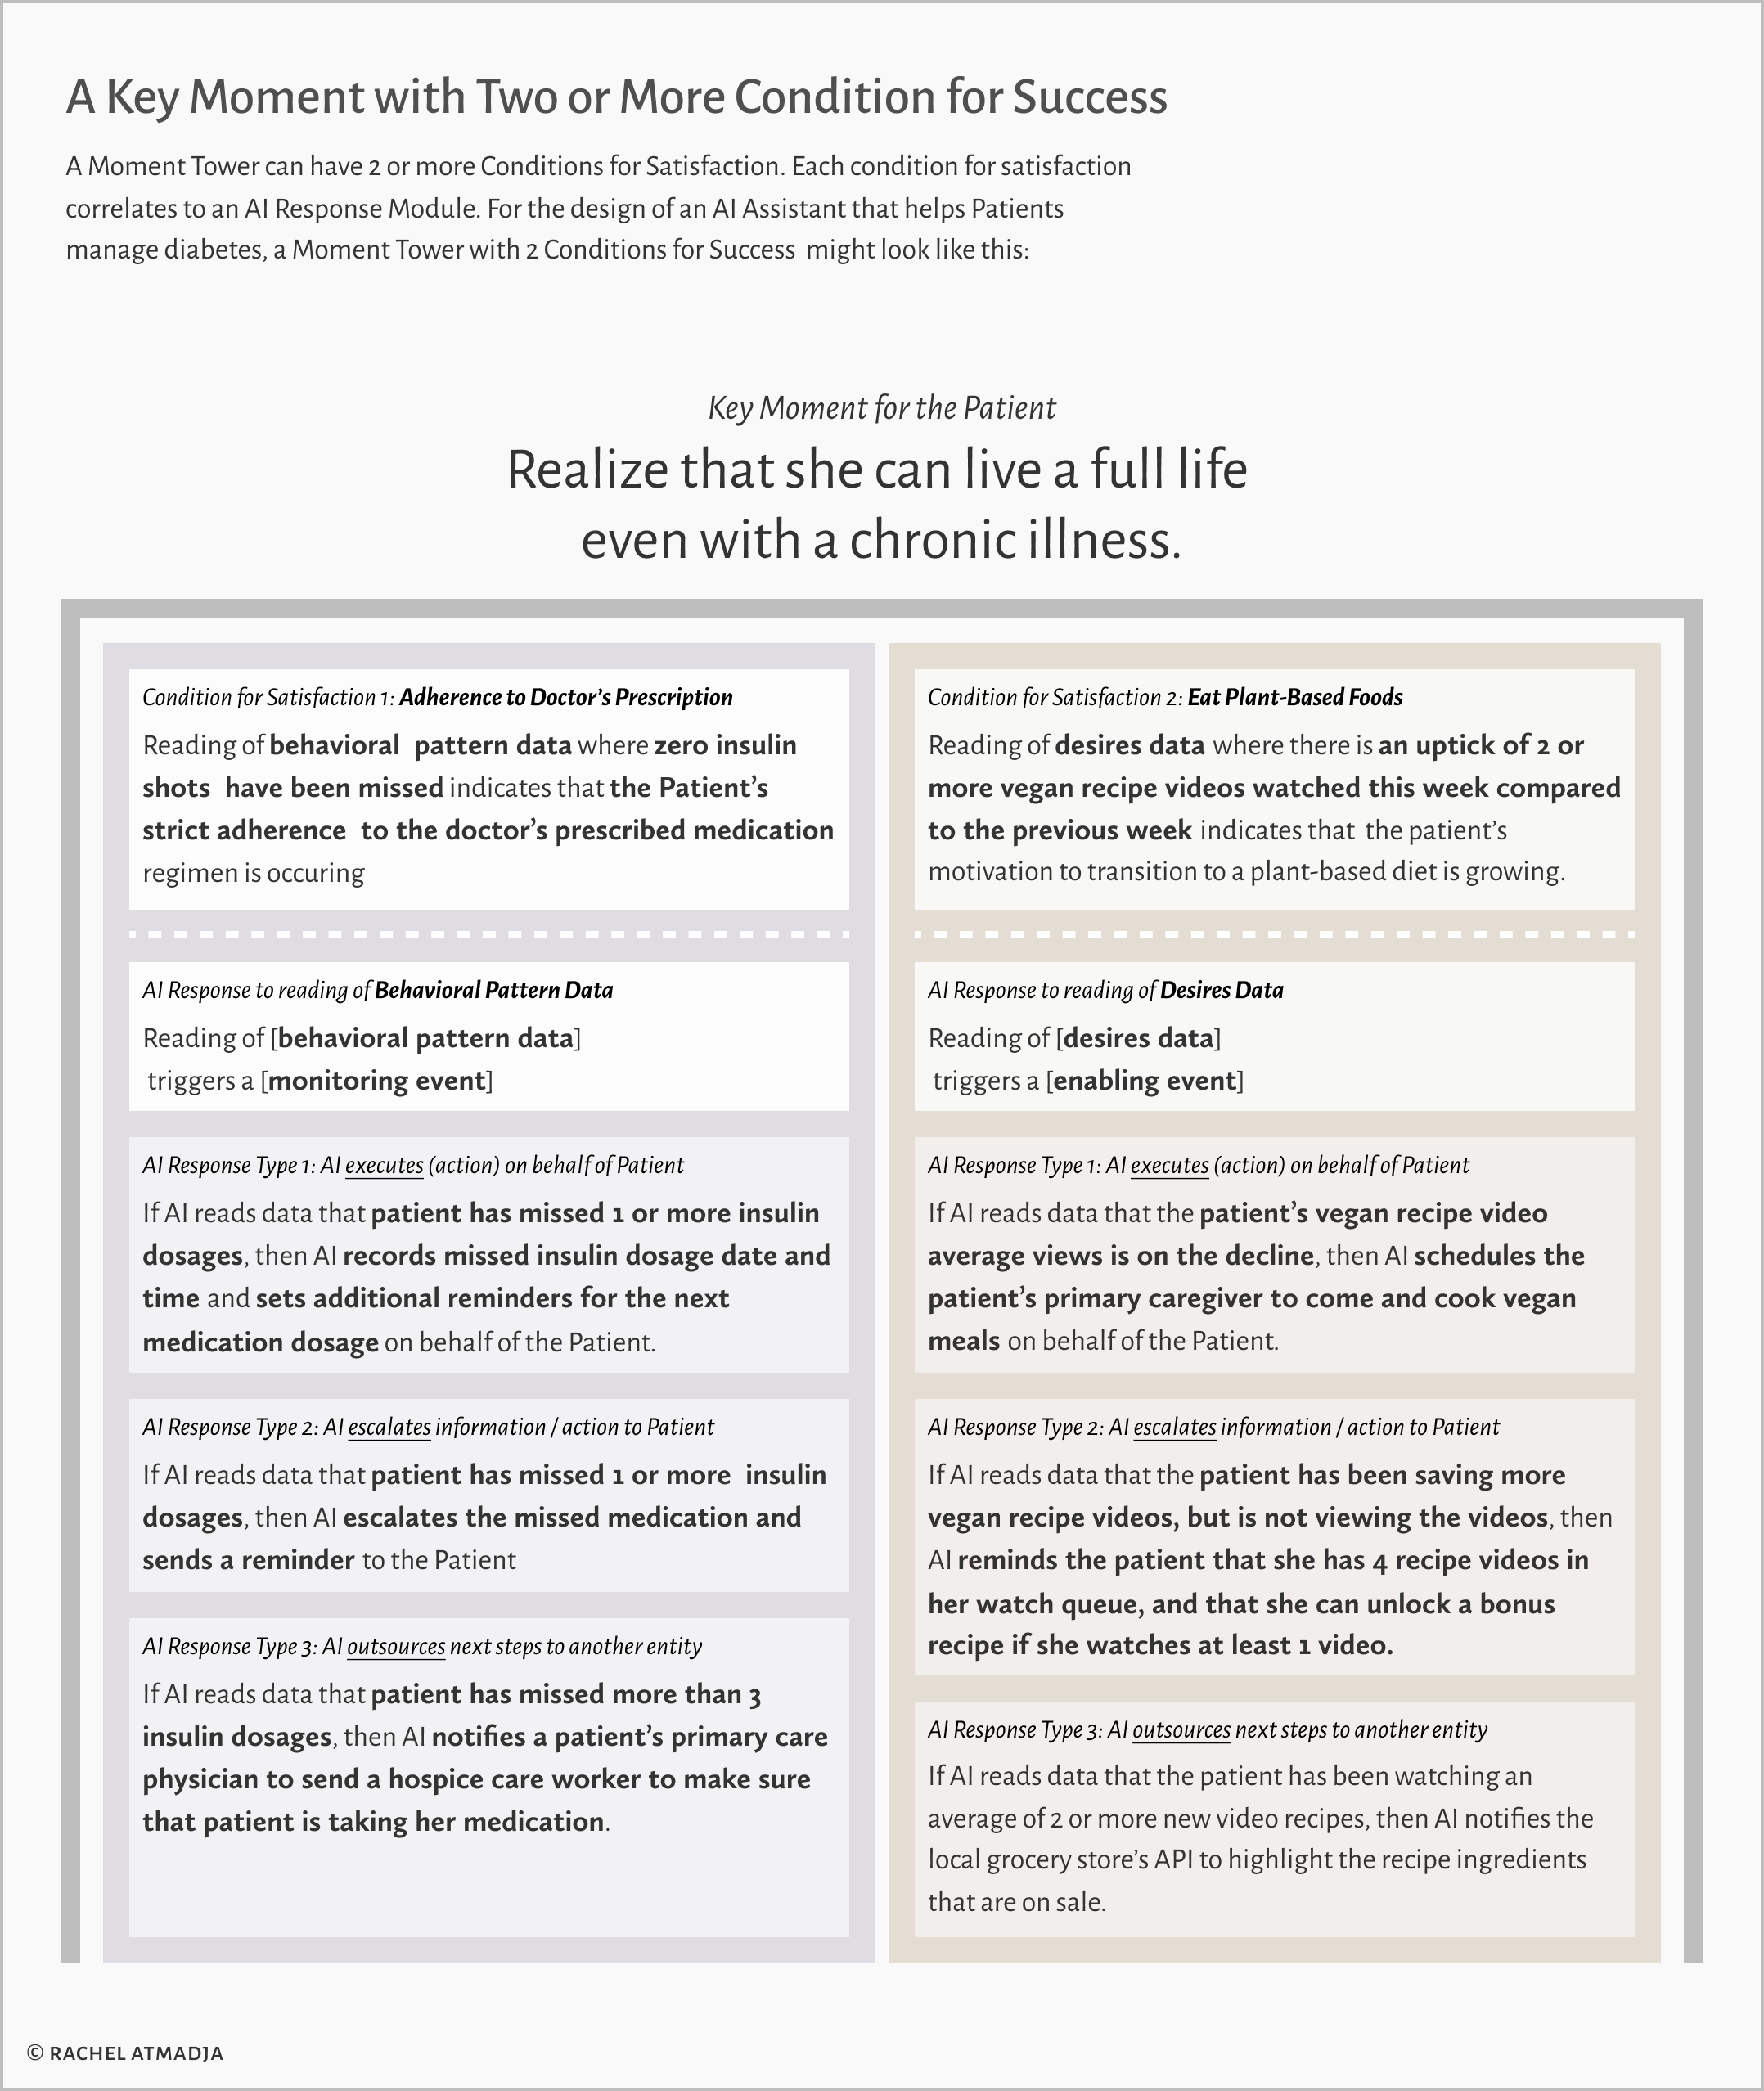 A Key Moment with Two or More Condition for Success
A Moment Tower can have 2 or more Conditions for Satisfaction. Each condition for satisfaction
correlates to an AI Response Module. For the design of an AI Assistant that helps Patients
manage diabetes, a Moment Tower with 2 Conditions for Success might look like this:
Key Moment for the Patient
Realize that she can live a full life
even with a chronic illness.
Condition for Satisfaction 1: Adherence to Doctor's Prescription
Reading of behavioral pattern data where zero insulin
shots have been missed indicates that the Patient's
strict adherence to the doctor's prescribed medication
regimen is occuring
AI Response to reading of Behavioral Pattern Data
Reading of [behavioral pattern data]
triggers a [monitoring event]
AI Response Type 1: AI executes (action) on behalf of Patient
If AI reads data that patient has missed 1 or more insulin
dosages, then AI records missed insulin dosage date and
time and sets additional reminders for the next
medication dosage on behalf of the Patient.
AI Response Type 2: AI escalates information / action to Patient
If AI reads data that patient has missed 1 or more insulin
dosages, then AI escalates the missed medication and
sends a reminder to the Patient
AI Response Type 3: AI outsources next steps to another entity
If AI reads data that patient has missed more than 3
insulin dosages, then AI notifies a patient's primary care
physician to send a hospice care worker to make sure
that patient is taking her medication.
Condition for Satisfaction 2: Eat Plant-Based Foods
Reading of desires data where there is an uptick of 2 or
more vegan recipe videos watched this week compared
to the previous week indicates that the patient's
motivation to transition to a plant-based diet is growing.
AI Response to reading of Desires Data
Reading of [desires data]
triggers a [enabling event]
AI Response Type 1: AI executes (action) on behalf of Patient
If AI reads data that the patient's vegan recipe video
average views is on the decline, then AI schedules the
patient's primary caregiver to come and cook vegan
meals on behalf of the Patient.
AI Response Type 2: AI escalates information / action to Patient
If AI reads data that the patient has been saving more
vegan recipe videos, but is not viewing the videos, then
AI reminds the patient that she has 4 recipe videos in
her watch queue, and that she can unlock a bonus
recipe if she watches at least 1 video.
AI Response Type 3: AI outsources next steps to another entity
If AI reads data that the patient has been watching an
average of 2 or more new video recipes, then AI notifies the
local grocery store's API to highlight the recipe ingredients
that are on sale.
© RACHEL ATMADJA